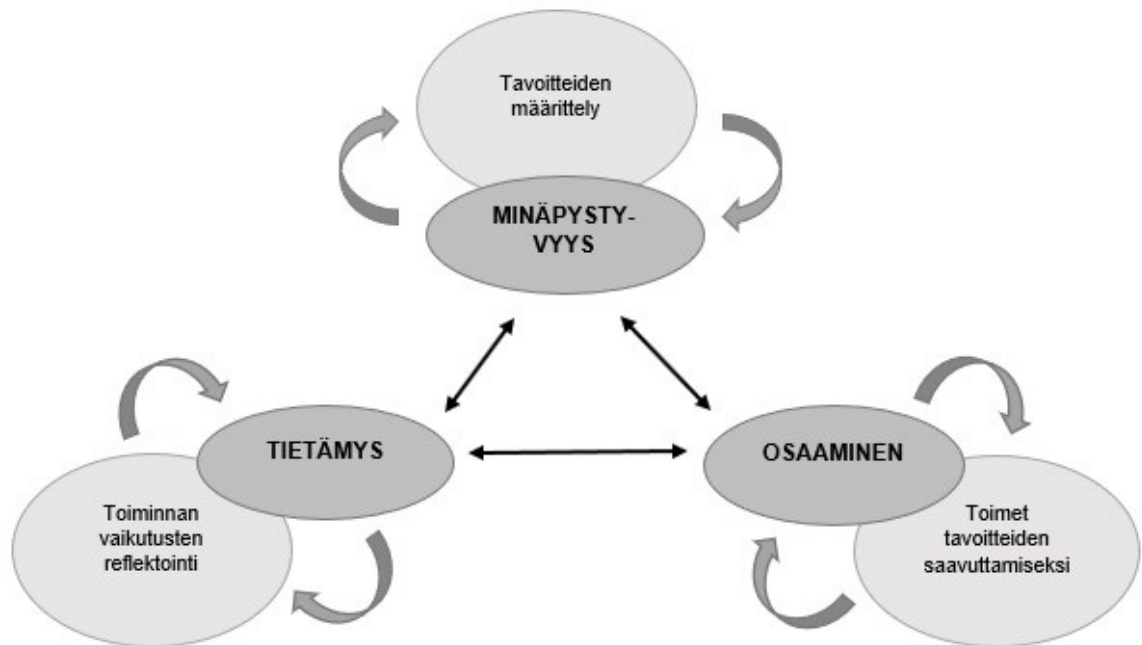 Tavoitteiden
määrittely
MINÄPYSTY-
VYYS
TIETÄMYS
OSAAMINEN
Toiminnan
vaikutusten
reflektointi
Toimet
tavoitteiden
saavuttamiseksi